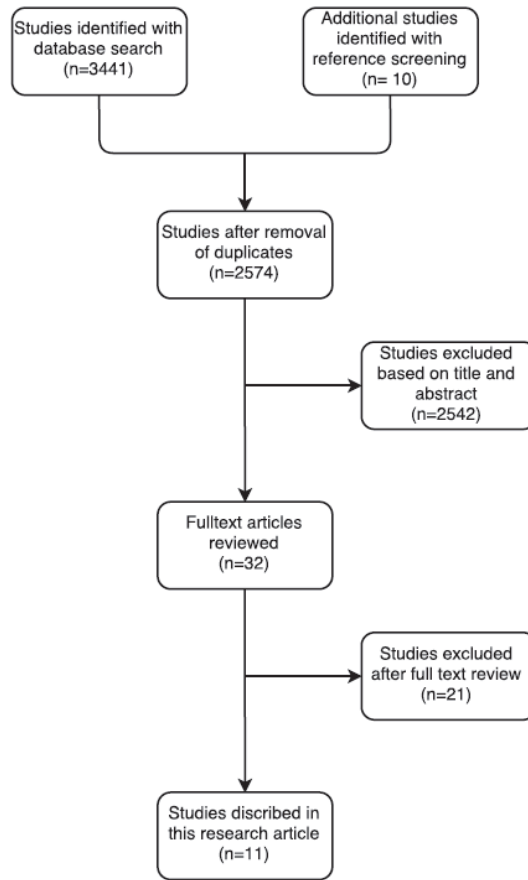 Studies identified with
database search
(n=3441)
Additional studies
identified with
reference screening
(n= 10)
Studies after removal
of duplicates
(n=2574)
Studies excluded
based on title and
abstract
(n=2542)
Fulltext articles
reviewed
(n=32)
Studies excluded
after full text review
(n=21)
Studies discribed in
this research article
(n=11)